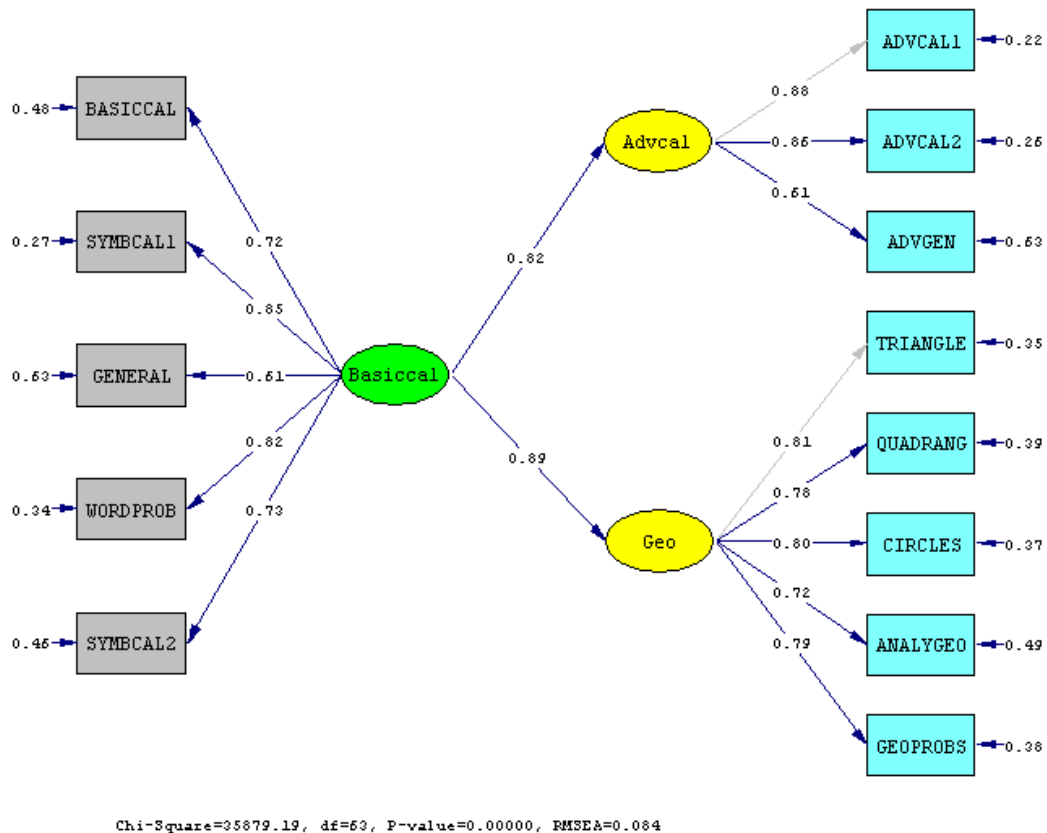 ADVCAL1 0.22
0.88
0.48 BASICCAL
Advcal 0.86 ADVCAL2 0.26
0.61
0.27 SYMBCAL1 0.72 ADVGEN 0.63
0.82
0.85
TRIANGLE 0.35
0.63 GENERAL 0.61 Basiccal
0.82 0.81 QUADRANG 0.39
0.89
0.78
0.34 WORDPROB 0.73
Geo 0.80 CIRCLES 0.37
0.72
0.46 SYMBCAL2 0.79 ANALYGEO 0.49
GEOPROBS 0.38
Chi-Square=35879.19, df=63, P-value=0.00000, RMSEA=0.084